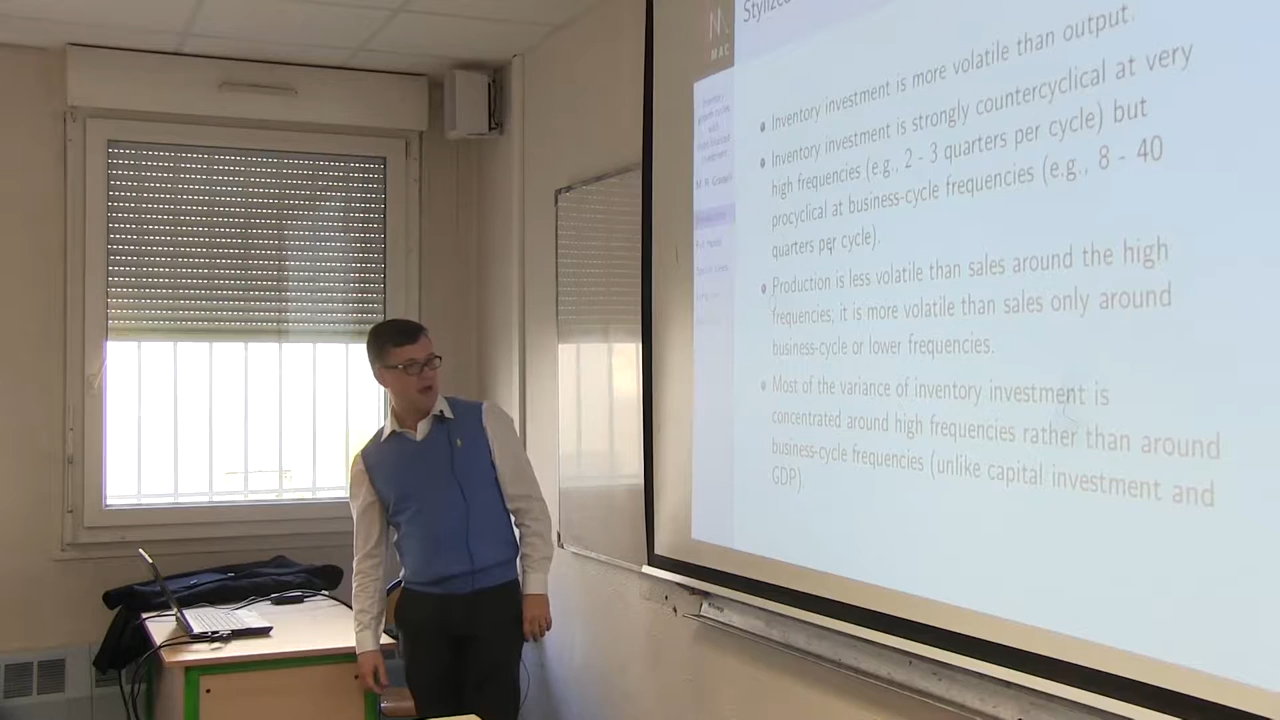 Stylized
MAC
Inventory investment is more volatile than output.
Inventory investment is strongly countercyclical at very
high frequencies (e.g., 2 - 3 quarters per cycle) but
procyclical at business-cycle frequencies (e.g., 8 - 40
quarters per cycle).
Production is less volatile than sales around the high
frequencies; it is more volatile than sales only around
business-cycle or lower frequencies.
Most of the variance of inventory investment is
concentrated around high frequencies rather than around
business-cycle frequencies (unlike capital investment and
GDP)